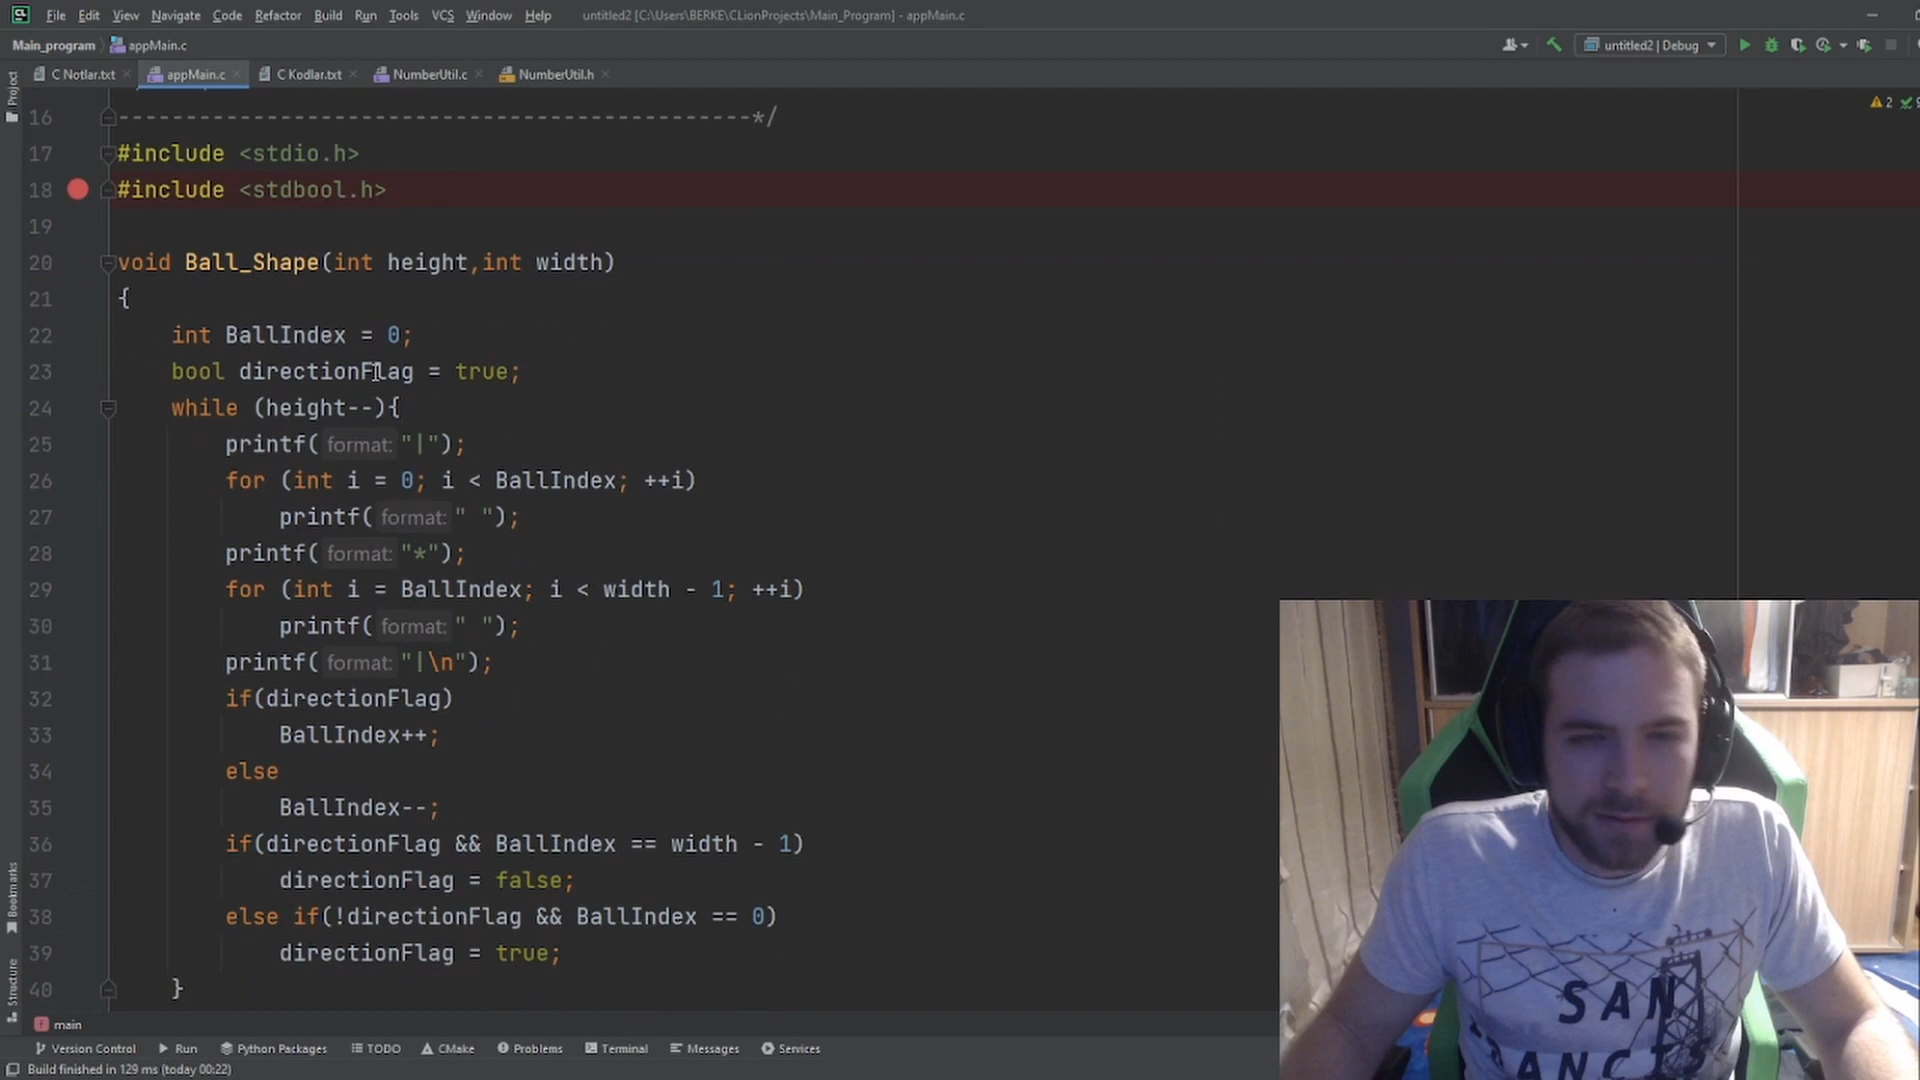 File Edit View Navigate Code Refactor Build Run Tools VCS Window Help untitled2 [C:\Users\BERKE\CLionProjects\Main_Program] - appMain.c
Main_program appMain.c untitled2 | Debug
C Notlar.txt appMain.c C Kodlar.txt NumberUtil.c NumberUtil.h
Project
2
16 -----------------------------------------------*/
17 #include <stdio.h>
18 #include <stdbool.h>
19
20 void Ball_Shape(int height,int width)
21 {
22 int BallIndex = 0;
23 bool directionFlag = true;
24 while (height--){
25 printf( format: "|");
26 for (int i = 0; i < BallIndex; ++i)
27 printf( format: " ");
28 printf( format: "*");
29 for (int i = BallIndex; i < width - 1; ++i)
30 printf( format: " ");
31 printf( format: "|\n");
32 if(directionFlag)
33 BallIndex++;
34 else
35 BallIndex--;
36 if(directionFlag && BallIndex == width - 1)
37 directionFlag = false;
38 else if(!directionFlag && BallIndex == 0)
39 directionFlag = true;
40 }
Bookmarks
Structure
SAN
main
Version Control Run Python Packages TODO CMake Problems Terminal Messages Services
Build finished in 129 ms (today 00:22)